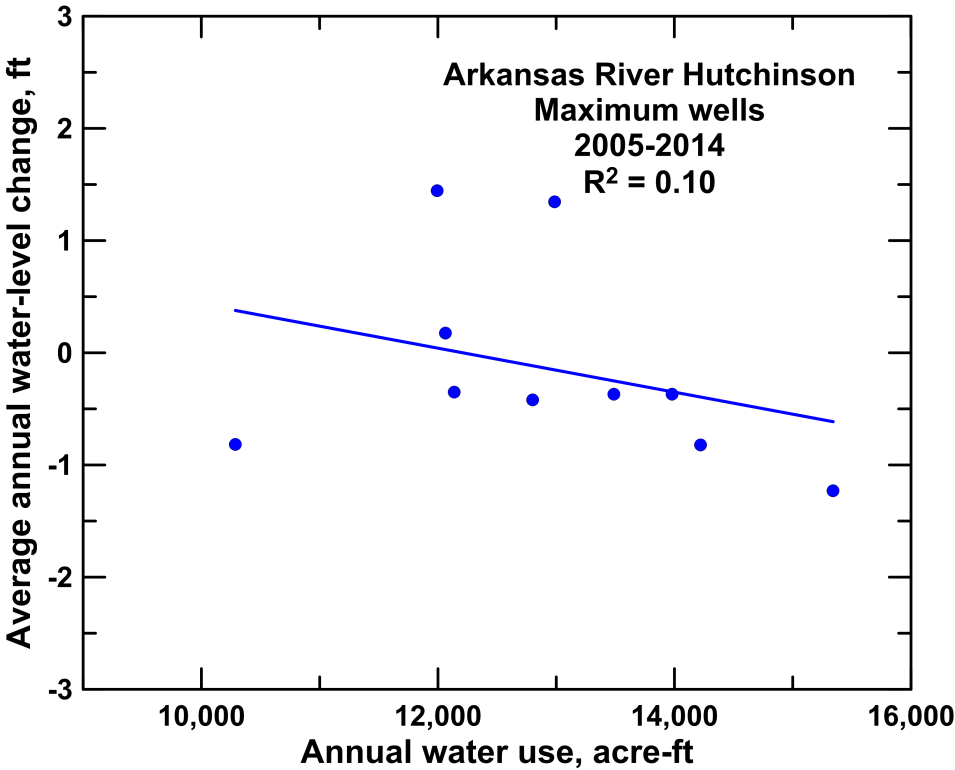 Arkansas River Hutchinson
Maximum wells
2005-2014
R² = 0.10
Average annual water-level change, ft
3
2
1
0
-1
-2
-3
10,000
12,000
14,000
16,000
Annual water use, acre-ft